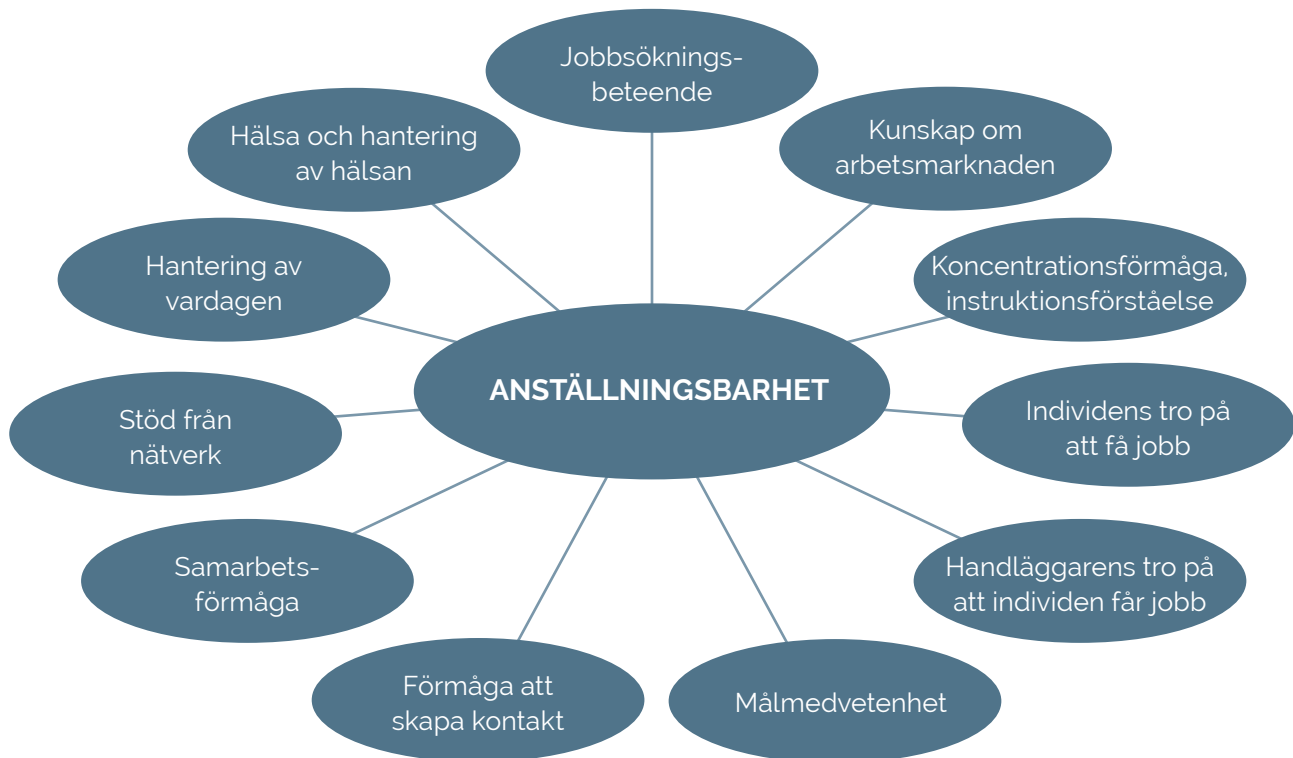 Jobbsöknings-
beteende
Hälsa och hantering
av hälsan
Kunskap om
arbetsmarknaden
Hantering av
vardagen
Koncentrationsförmåga,
instruktionsförståelse
ANSTÄLLNINGSBARHET
Stöd från
nätverk
Individens tro på
att få jobb
Samarbets-
förmåga
Handläggarens tro på
att individen får jobb
Förmåga att
skapa kontakt
Målmedvetenhet